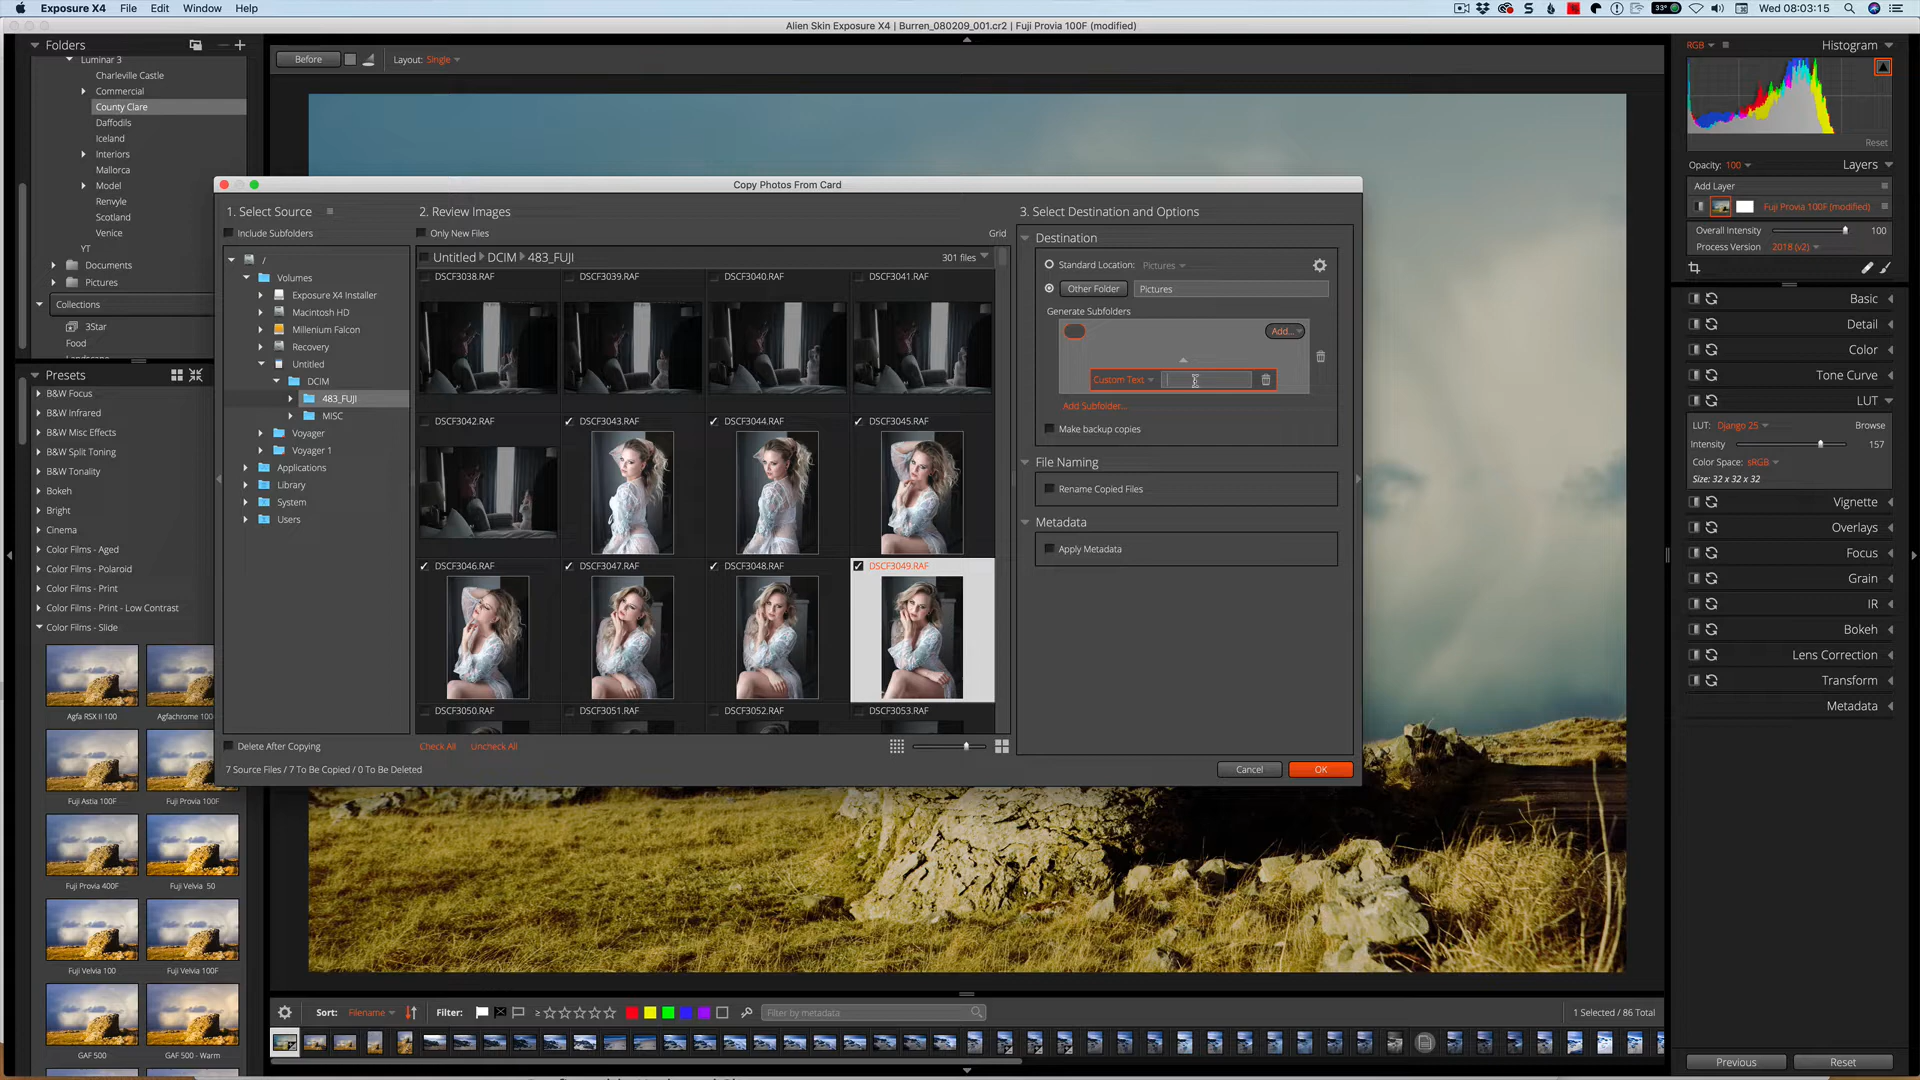 Exposure X4 File Edit Window Help
33° Wed 08:03:15
Alien Skin Exposure X4 | Burren_080209_001.cr2 | Fuji Provia 100F (modified)
Folders
Luminar 3
Charleville Castle
Commercial
County Clare
Daffodils
Iceland
Interiors
Mallorca
Model
Renvyle
Scotland
Venice
YT
Documents
Pictures
Collections
3Star
Food
Presets
B&W Focus
B&W Infrared
B&W Misc Effects
B&W Split Toning
B&W Tonality
Bokeh
Bright
Cinema
Color Films - Aged
Color Films - Polaroid
Color Films - Print
Color Films - Print - Low Contrast
Color Films - Slide
Agfa RSX II 100 Agfachrome 100
Fuji Astia 100F Fuji Provia 100F
Fuji Provia 400F Fuji Velvia 50
Fuji Velvia 100 Fuji Velvia 100F
GAF 500 GAF 500 - Warm
Before Layout: Single
Copy Photos From Card
1. Select Source
Include Subfolders
/
Volumes
Exposure X4 Installer
Macintosh HD
Millenium Falcon
Recovery
Untitled
DCIM
483_FUJI
MISC
Voyager
Voyager 1
Applications
Library
System
Users
Delete After Copying
7 Source Files / 7 To Be Copied / 0 To Be Deleted
2. Review Images
Only New Files Grid
Untitled DCIM 483_FUJI 301 files
DSCF3038.RAF DSCF3039.RAF DSCF3040.RAF DSCF3041.RAF
DSCF3042.RAF DSCF3043.RAF DSCF3044.RAF DSCF3045.RAF
DSCF3046.RAF DSCF3047.RAF DSCF3048.RAF DSCF3049.RAF
DSCF3050.RAF DSCF3051.RAF DSCF3052.RAF DSCF3053.RAF
Check All Uncheck All
3. Select Destination and Options
Destination
Standard Location: Pictures
Other Folder Pictures
Generate Subfolders
Add...
Custom Text
Add Subfolder...
Make backup copies
File Naming
Rename Copied Files
Metadata
Apply Metadata
Cancel OK
RGB Histogram
Reset
Opacity: 100 Layers
Add Layer
Fuji Provia 100F (modified)
Overall Intensity 100
Process Version 2018 (v2)
Basic
Detail
Color
Tone Curve
LUT
LUT: Django 25 Browse
Intensity 157
Color Space: sRGB
Size: 32 x 32 x 32
Vignette
Overlays
Focus
Grain
IR
Bokeh
Lens Correction
Transform
Metadata
Sort: Filename Filter: ≥ Filter by metadata 1 Selected / 86 Total
Previous Reset